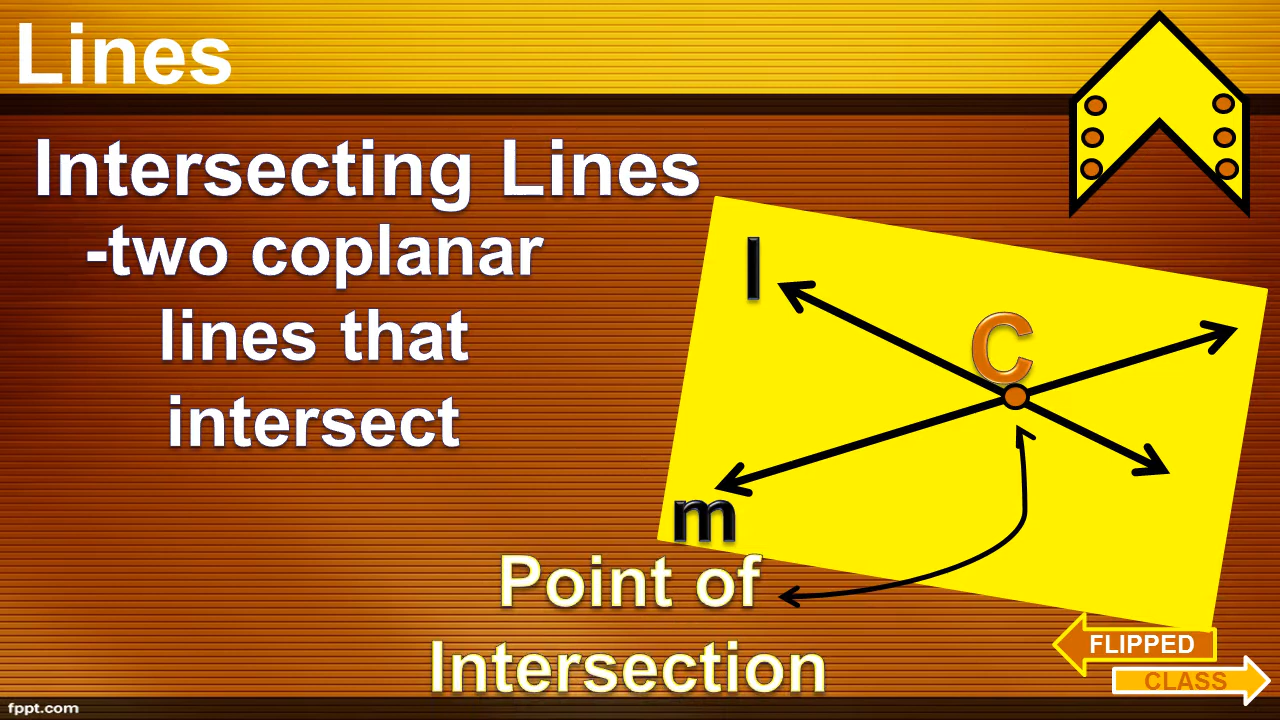 Lines
Intersecting Lines
-two coplanar
lines that
intersect
l
C
m
Point of
Intersection
FLIPPED
CLASS
fppt.com